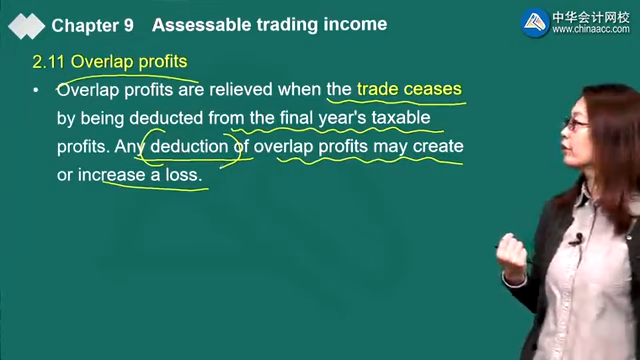 Chapter 9 Assessable trading income
中华会计网校
www.chinaacc.com
2.11 Overlap profits
• Overlap profits are relieved when the trade ceases
by being deducted from the final year's taxable
profits. Any deduction of overlap profits may create
or increase a loss.